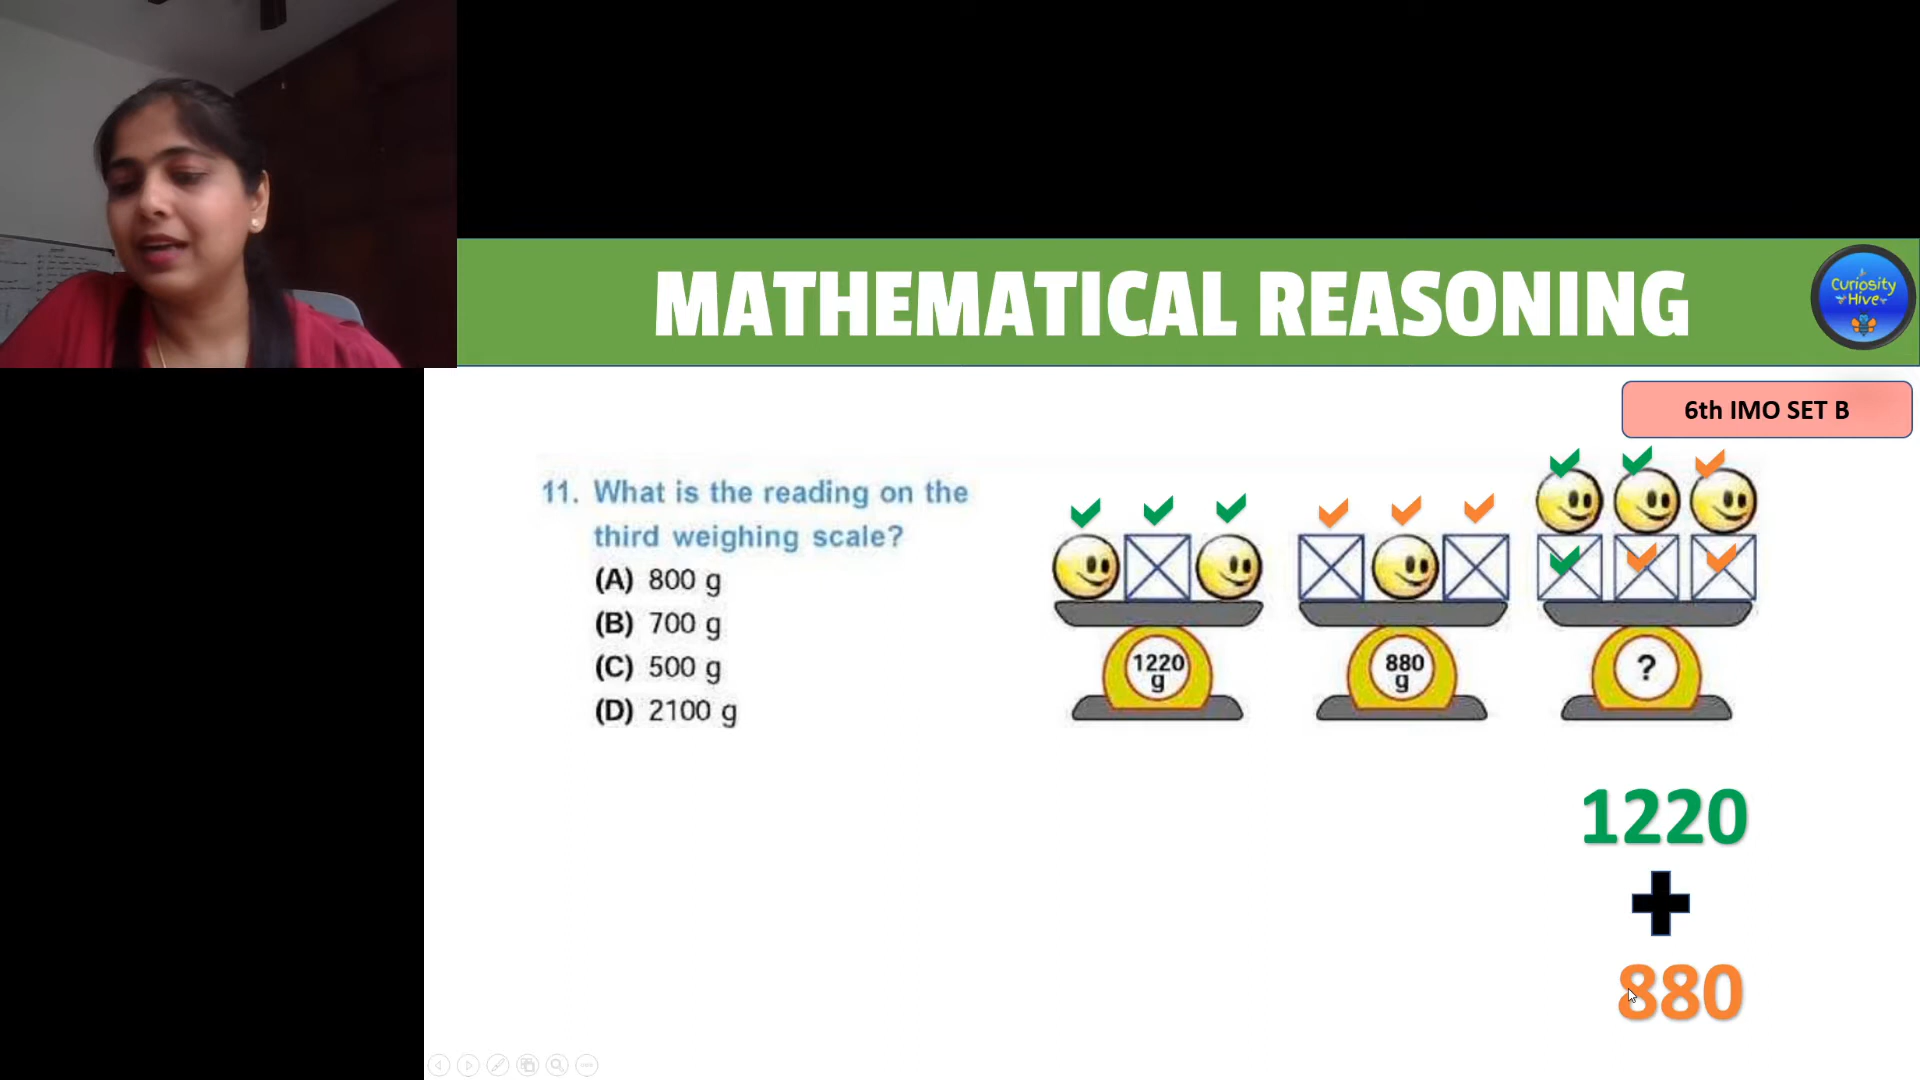 MATHEMATICAL REASONING
Curiosity
Hive
6th IMO SET B
11. What is the reading on the
third weighing scale?
(A) 800 g
(B) 700 g
(C) 500 g
(D) 2100 g
1220
g
880
g
?
1220
+
880